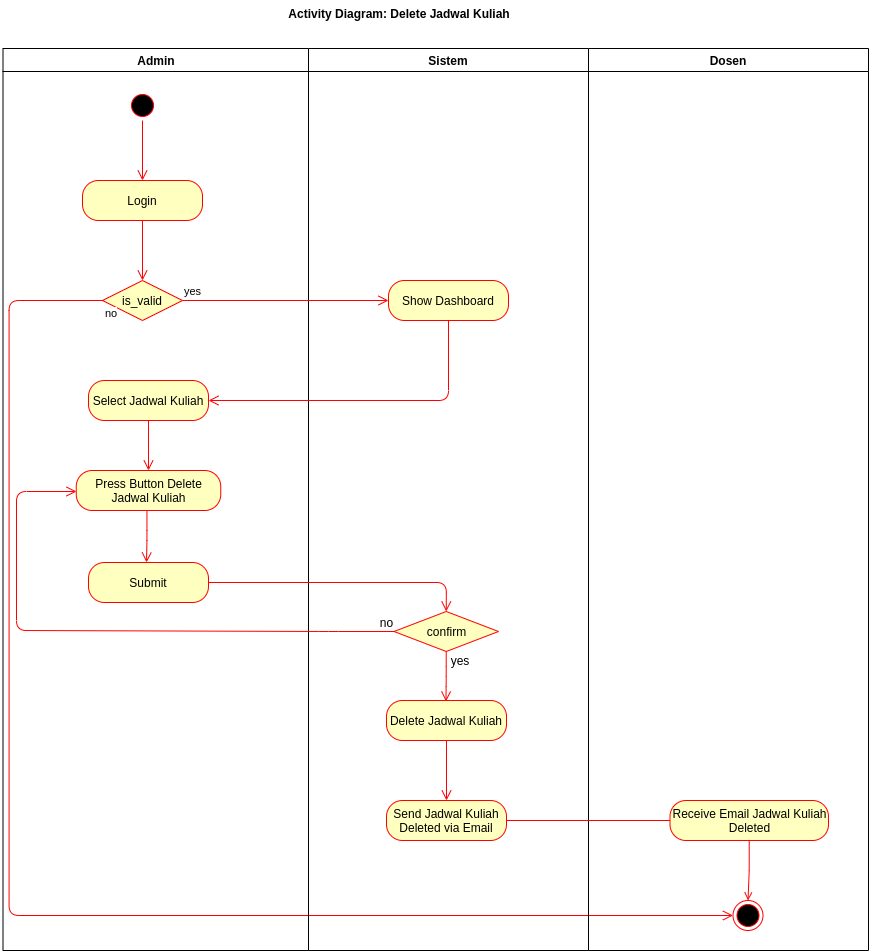 Activity Diagram: Delete Jadwal Kuliah
Admin
Sistem
Dosen
Login
is_valid
yes
no
Show Dashboard
Select Jadwal Kuliah
Press Button Delete
Jadwal Kuliah
Submit
no
confirm
yes
Delete Jadwal Kuliah
Send Jadwal Kuliah
Deleted via Email
Receive Email Jadwal Kuliah
Deleted